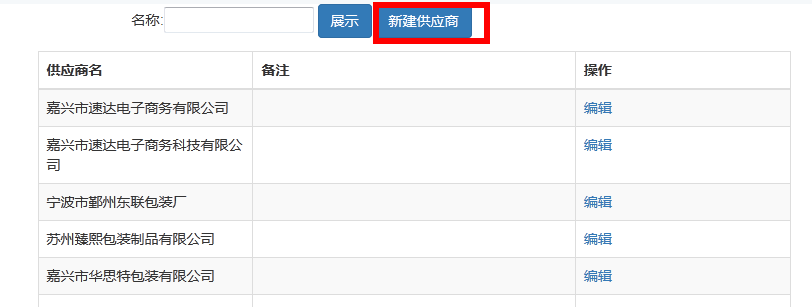 名称: 展示 新建供应商
供应商名 备注 操作
嘉兴市速达电子商务有限公司 编辑
嘉兴市速达电子商务科技有限公 编辑
司
宁波市鄞州东联包装厂 编辑
苏州臻熙包装制品有限公司 编辑
嘉兴市华思特包装有限公司 编辑